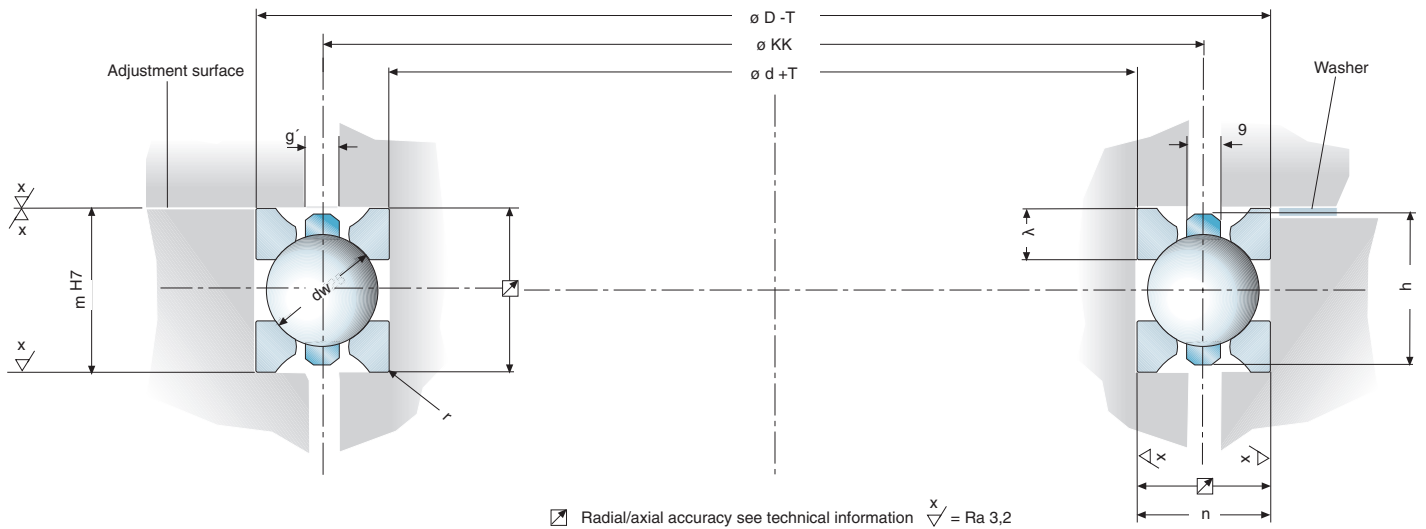 ø D -T
ø KK
ø d +T
Adjustment surface
Washer
g´
9
x
x
m H7
dw
λ
h
x
r
x
x
n
Radial/axial accuracy see technical information
x
= Ra 3,2